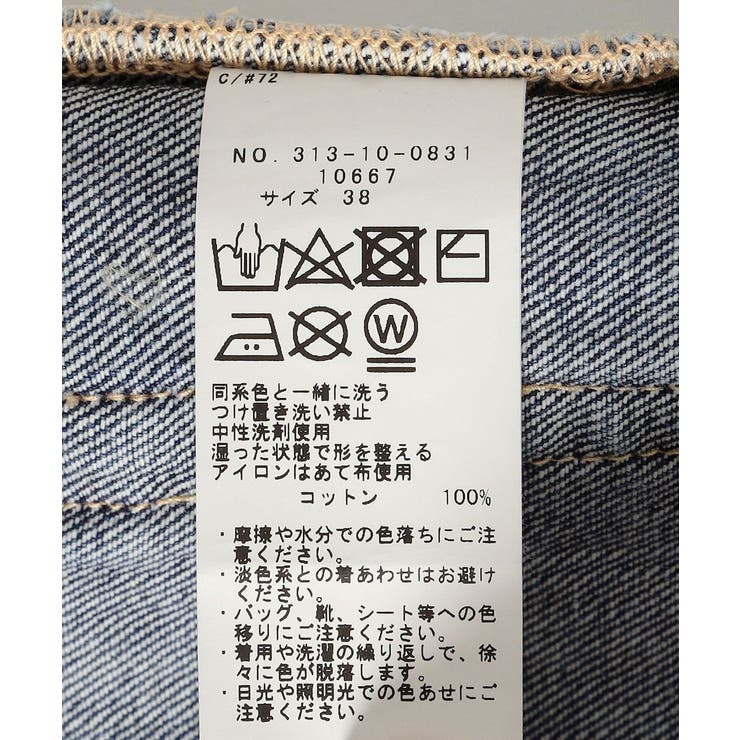 C/#72
NO. 313-10-0831
10667
サイズ 38
W
同系色と一緒に洗う
つけ置き洗い禁止
中性洗剤使用
湿った状態で形を整える
アイロンはあて布使用
コットン 100%
・摩擦や水分での色落ちにご注
意ください。
・淡色系との着あわせはお避け
ください。
・バッグ、靴、シート等への色
移りにご注意ください。
・着用や洗濯の繰り返しで、徐
々に色が脱落します。
・日光や照明光での色あせにご
注意ください。